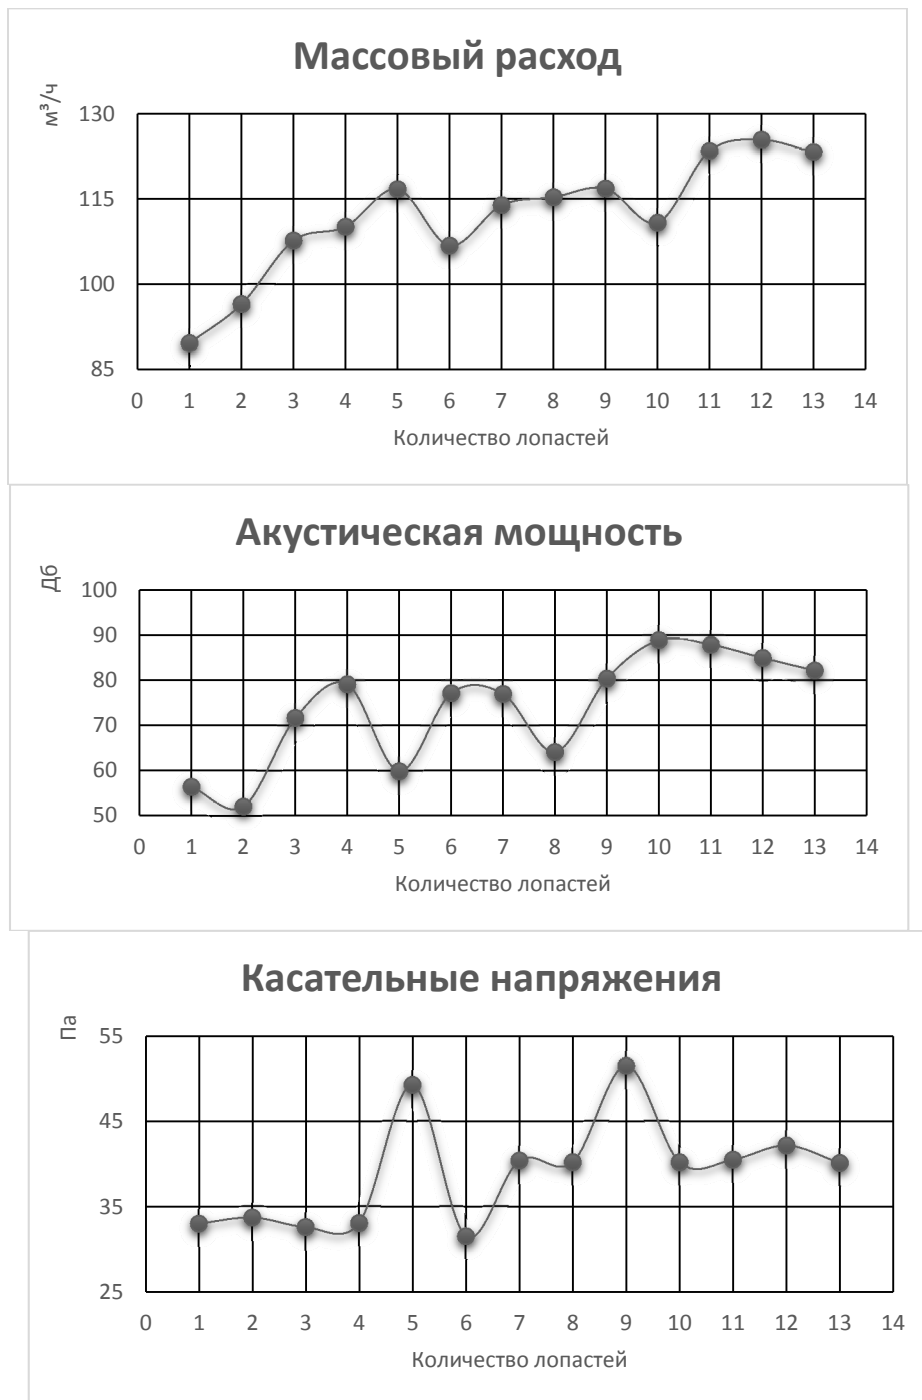 Массовый расход
м³/ч
130
115
100
85
0 1 2 3 4 5 6 7 8 9 10 11 12 13 14
Количество лопастей
Акустическая мощность
Дб
100
90
80
70
60
50
0 1 2 3 4 5 6 7 8 9 10 11 12 13 14
Количество лопастей
Касательные напряжения
Па
55
45
35
25
0 1 2 3 4 5 6 7 8 9 10 11 12 13 14
Количество лопастей